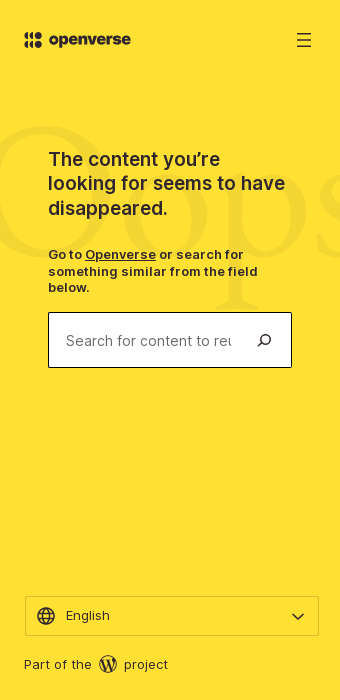 openverse
Oops
The content you’re
looking for seems to have
disappeared.
Go to Openverse or search for
something similar from the field
below.
Search for content to reu
English
Part of the project